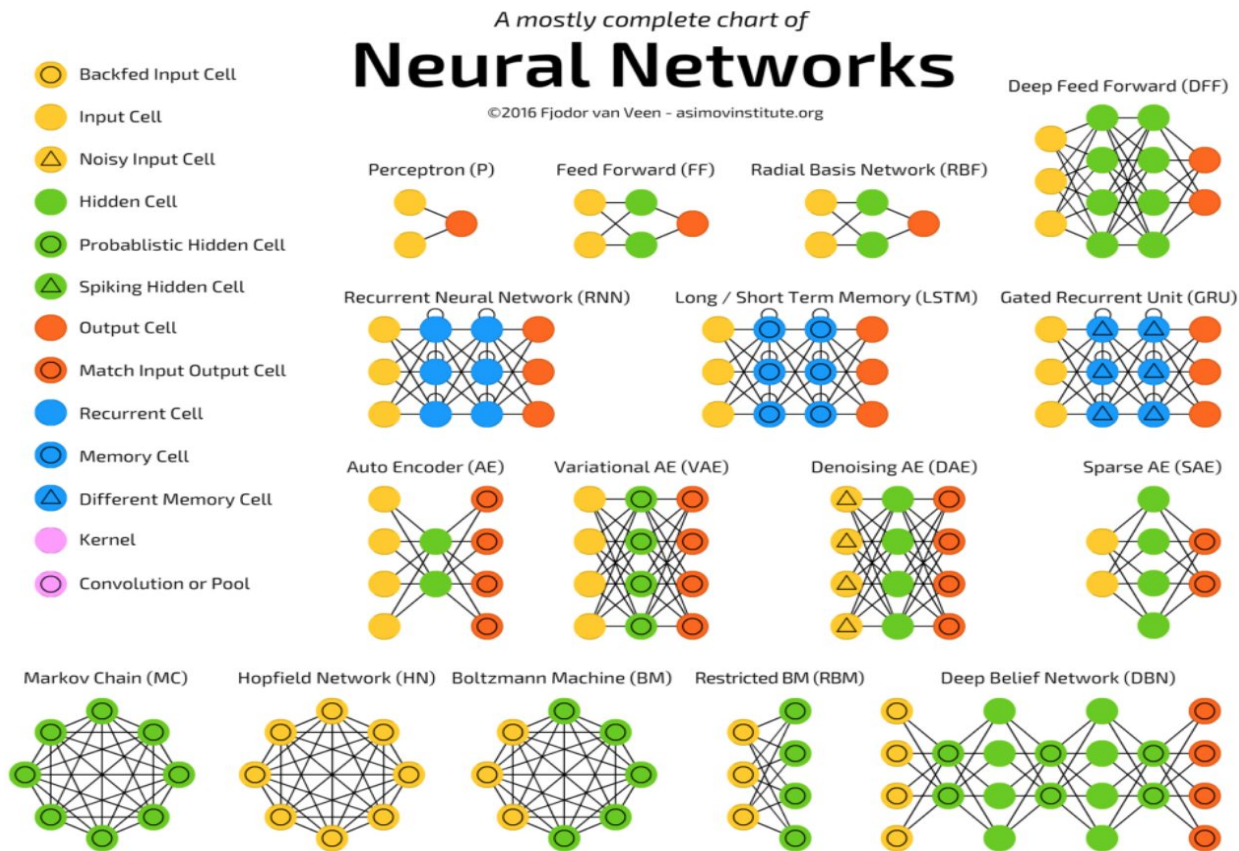 A mostly complete chart of
Neural Networks
©2016 Fjodor van Veen - asimovinstitute.org
Backfed Input Cell
Input Cell
Noisy Input Cell
Hidden Cell
Probablistic Hidden Cell
Spiking Hidden Cell
Output Cell
Match Input Output Cell
Recurrent Cell
Memory Cell
Different Memory Cell
Kernel
Convolution or Pool
Deep Feed Forward (DFF)
Perceptron (P)
Feed Forward (FF)
Radial Basis Network (RBF)
Recurrent Neural Network (RNN)
Long / Short Term Memory (LSTM)
Gated Recurrent Unit (GRU)
Auto Encoder (AE)
Variational AE (VAE)
Denoising AE (DAE)
Sparse AE (SAE)
Markov Chain (MC)
Hopfield Network (HN)
Boltzmann Machine (BM)
Restricted BM (RBM)
Deep Belief Network (DBN)